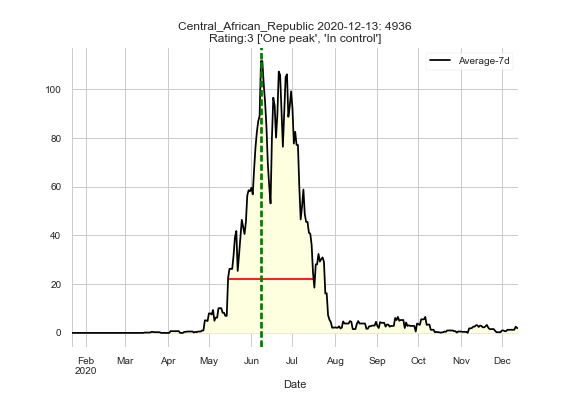 Central_African_Republic 2020-12-13: 4936
Rating:3 ['One peak', 'In control']
Average-7d
100
80
60
40
20
0
Feb Mar Apr May Jun Jul Aug Sep Oct Nov Dec
2020
Date